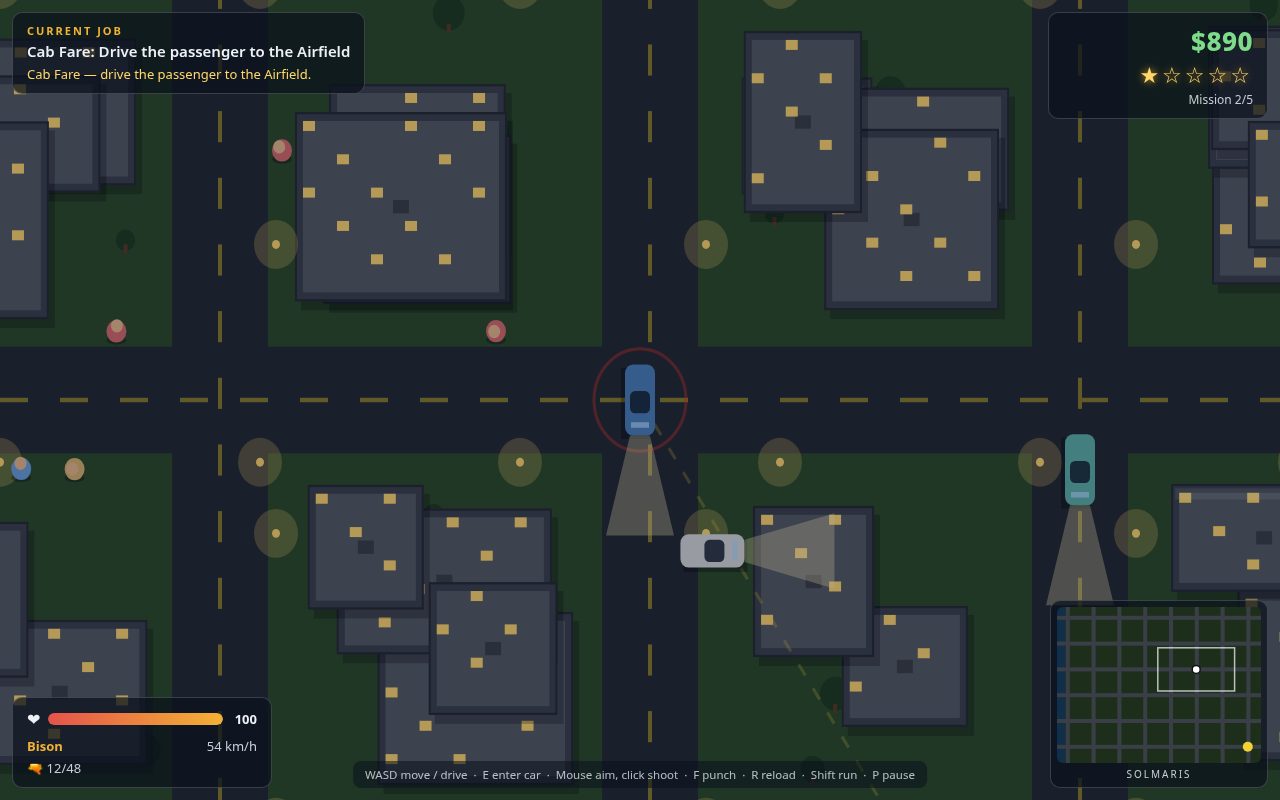 CURRENT JOB
Cab Fare: Drive the passenger to the Airfield
Cab Fare — drive the passenger to the Airfield.
$890
★☆☆☆☆
Mission 2/5
❤ 100
Bison 54 km/h
🔫 12/48
WASD move / drive · E enter car · Mouse aim, click shoot · F punch · R reload · Shift run · P pause
SOLMARIS